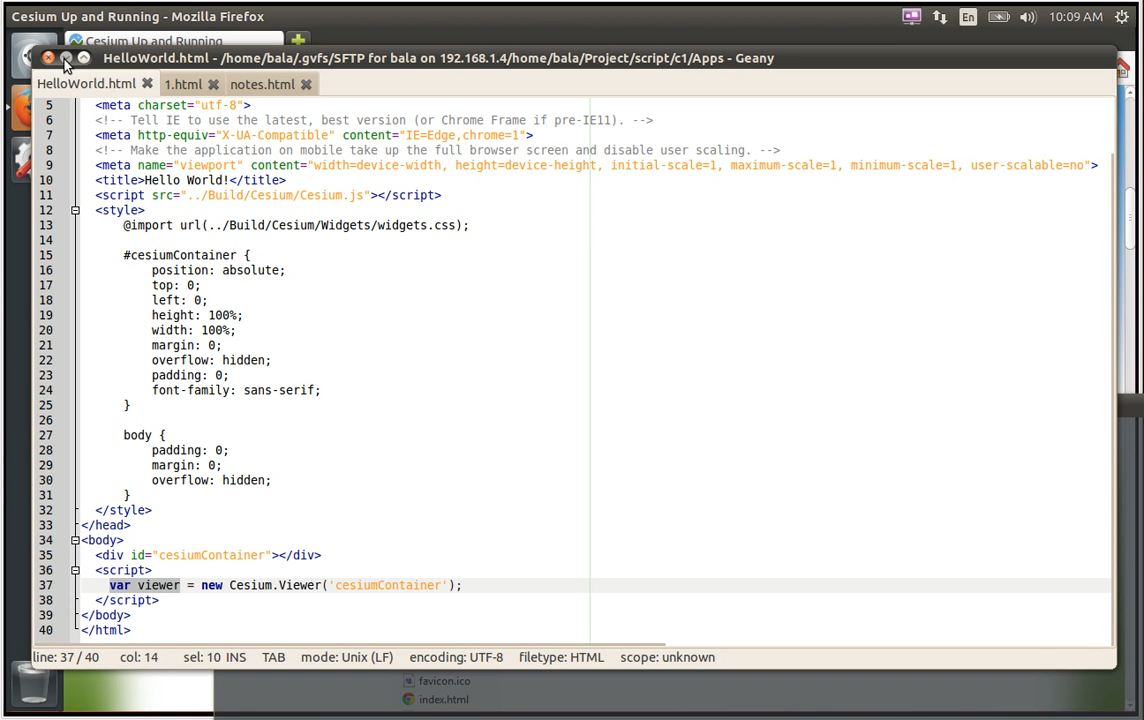 Cesium Up and Running - Mozilla Firefox
En
10:09 AM
Cesium Up and Running
HelloWorld.html - /home/bala/.gvfs/SFTP for bala on 192.168.1.4/home/bala/Project/script/c1/Apps - Geany
HelloWorld.html 1.html notes.html
5 <meta charset="utf-8">
6 <!-- Tell IE to use the latest, best version (or Chrome Frame if pre-IE11). -->
7 <meta http-equiv="X-UA-Compatible" content="IE=Edge,chrome=1">
8 <!-- Make the application on mobile take up the full browser screen and disable user scaling. -->
9 <meta name="viewport" content="width=device-width, height=device-height, initial-scale=1, maximum-scale=1, minimum-scale=1, user-scalable=no">
10 <title>Hello World!</title>
11 <script src="../Build/Cesium/Cesium.js"></script>
12 <style>
13 @import url(../Build/Cesium/Widgets/widgets.css);
14
15 #cesiumContainer {
16 position: absolute;
17 top: 0;
18 left: 0;
19 height: 100%;
20 width: 100%;
21 margin: 0;
22 overflow: hidden;
23 padding: 0;
24 font-family: sans-serif;
25 }
26
27 body {
28 padding: 0;
29 margin: 0;
30 overflow: hidden;
31 }
32 </style>
33 </head>
34 <body>
35 <div id="cesiumContainer"></div>
36 <script>
37 var viewer = new Cesium.Viewer('cesiumContainer');
38 </script>
39 </body>
40 </html>
line: 37 / 40 col: 14 sel: 10 INS TAB mode: Unix (LF) encoding: UTF-8 filetype: HTML scope: unknown
favicon.ico
index.html